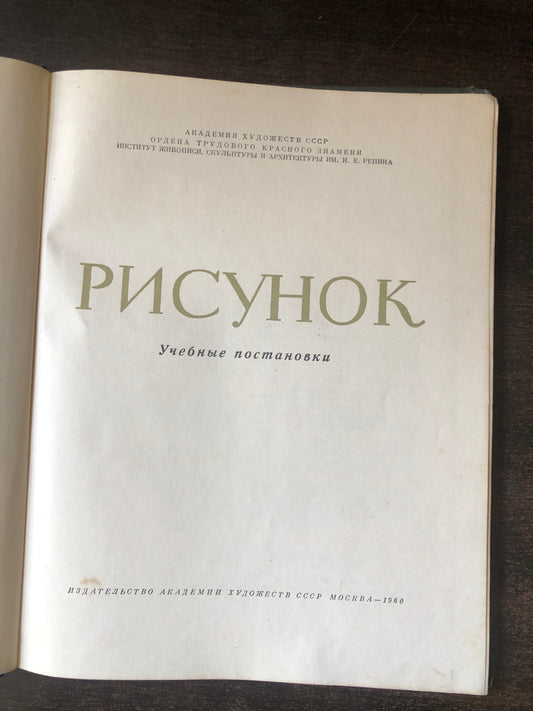 АКАДЕМИЯ ХУДОЖЕСТВ СССР
ОРДЕНА ТРУДОВОГО КРАСНОГО ЗНАМЕНИ
ИНСТИТУТ ЖИВОПИСИ, СКУЛЬПТУРЫ И АРХИТЕКТУРЫ ИМ. И. Е. РЕПИНА
РИСУНОК
Учебные постановки
ИЗДАТЕЛЬСТВО АКАДЕМИИ ХУДОЖЕСТВ СССР МОСКВА—1960